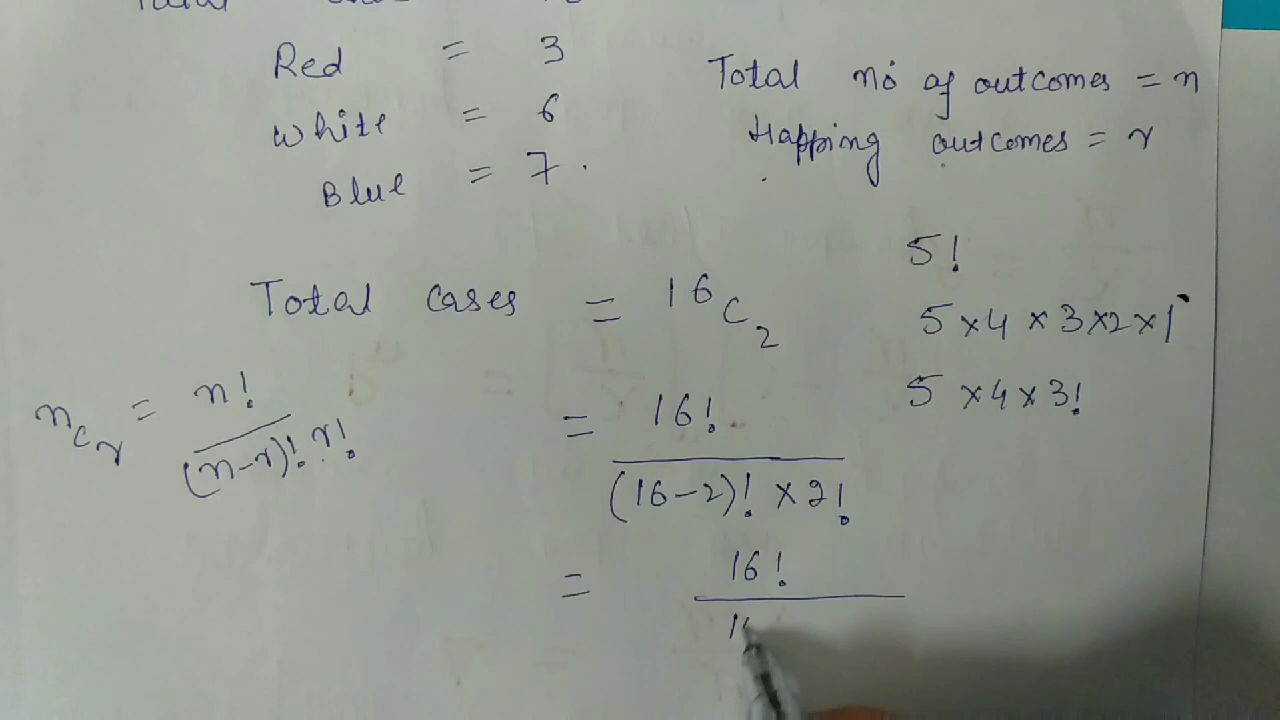 Total
Red = 3
White = 6
Blue = 7.
Total no of outcomes = n
Happing outcomes = r
Total cases = ¹⁶C₂
5!
5 × 4 × 3 × 2 × 1
5 × 4 × 3!
nCr = n! / (n-r)! r!
= 16! / (16-2)! × 2!
= 16! /